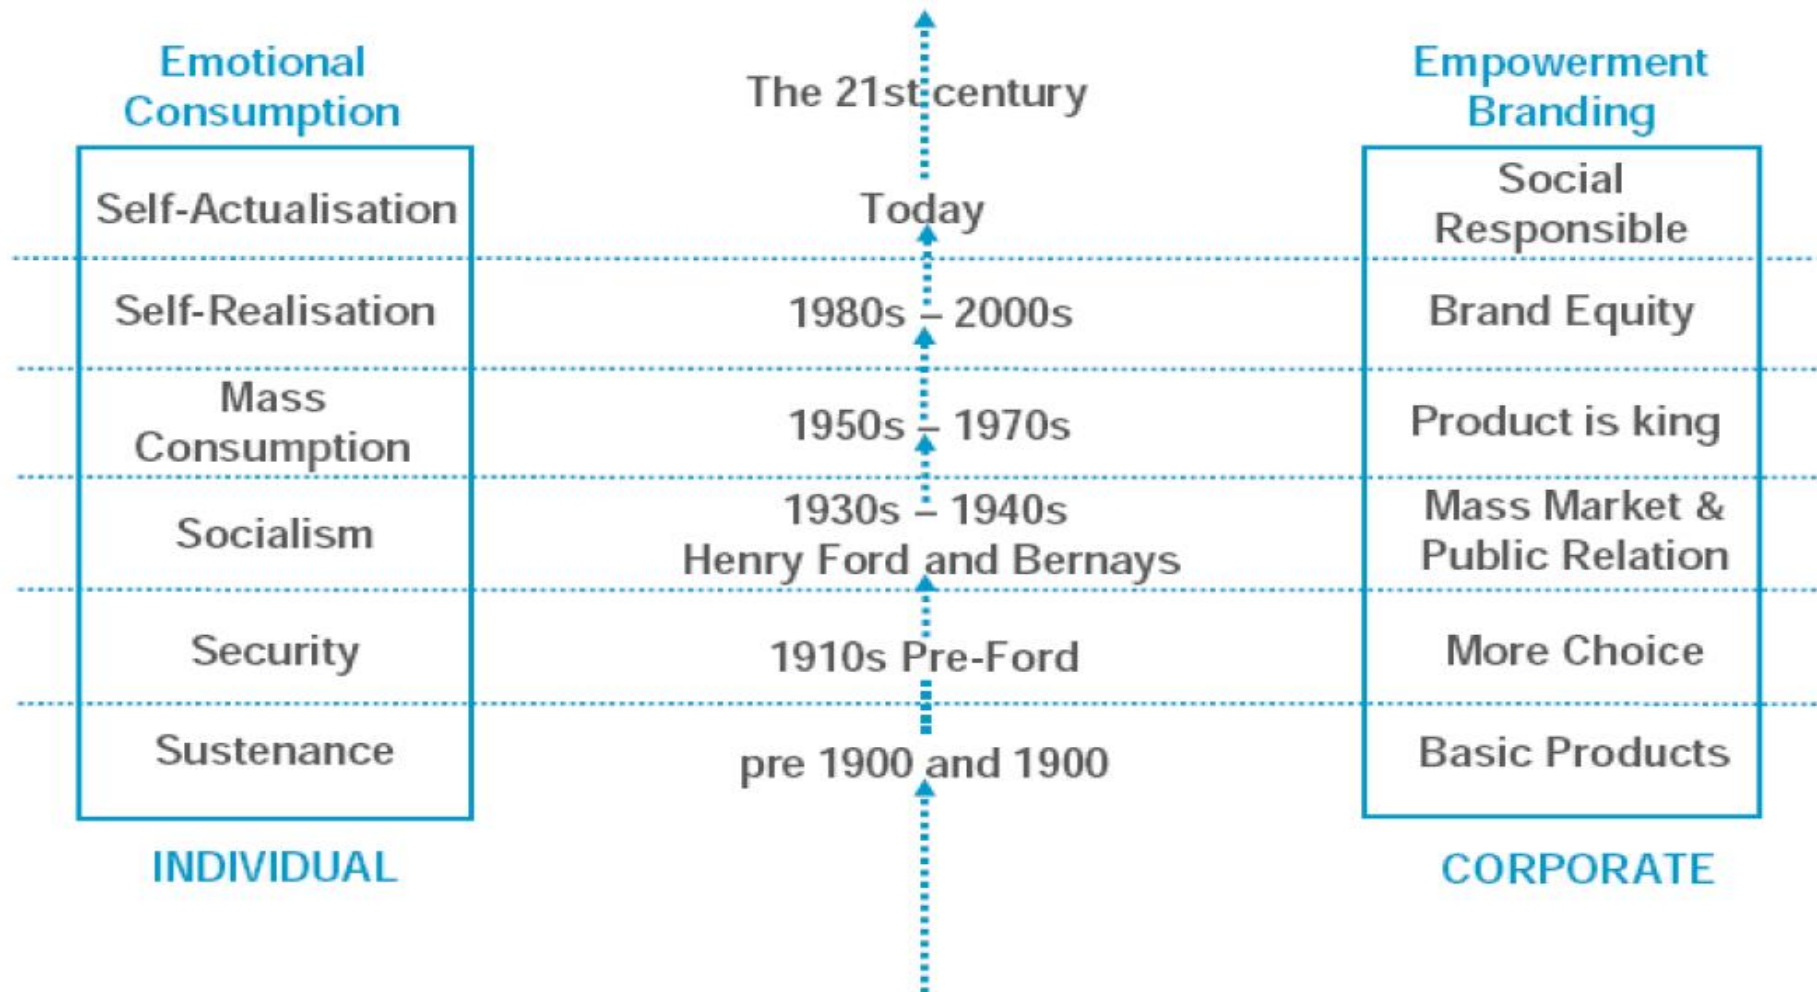 Emotional
Consumption
The 21st century
Empowerment
Branding
Self-Actualisation
Today
Social
Responsible
Self-Realisation
1980s – 2000s
Brand Equity
Mass
Consumption
1950s – 1970s
Product is king
Socialism
1930s – 1940s
Henry Ford and Bernays
Mass Market &
Public Relation
Security
1910s Pre-Ford
More Choice
Sustenance
pre 1900 and 1900
Basic Products
INDIVIDUAL
CORPORATE